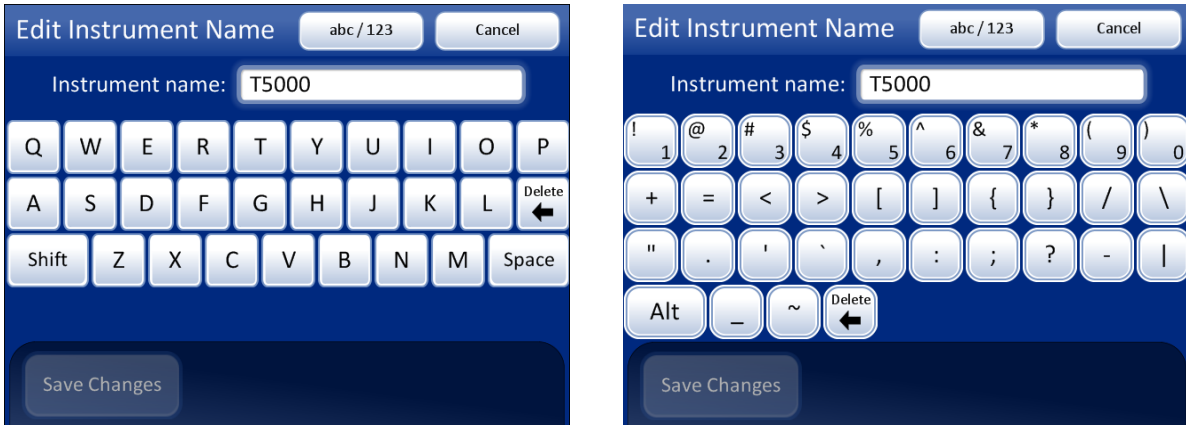 Edit Instrument Name abc / 123 Cancel
Instrument name: T5000
Q W E R T Y U I O P
A S D F G H J K L Delete
Shift Z X C V B N M Space
Save Changes
Edit Instrument Name abc / 123 Cancel
Instrument name: T5000
! 1 @ 2 # 3 $ 4 % 5 ^ 6 & 7 * 8 ( 9 ) 0
+ = < > [ ] { } / \
" . ' ` , : ; ? - |
Alt _ ~ Delete
Save Changes